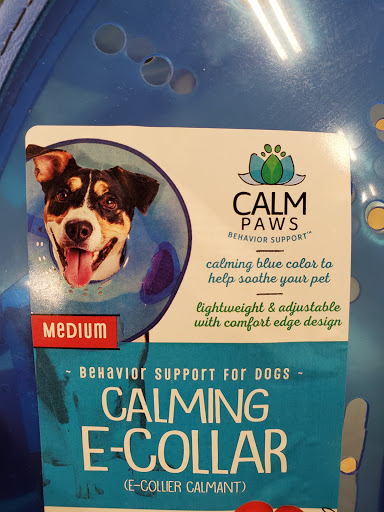 CALM
PAWS
BEHAVIOR SUPPORT™
calming blue color to
help soothe your pet
lightweight & adjustable
with comfort edge design
MEDIUM
~ BEHAVIOR SUPPORT FOR DOGS ~
CALMING
E-COLLAR
(E-COLLIER CALMANT)